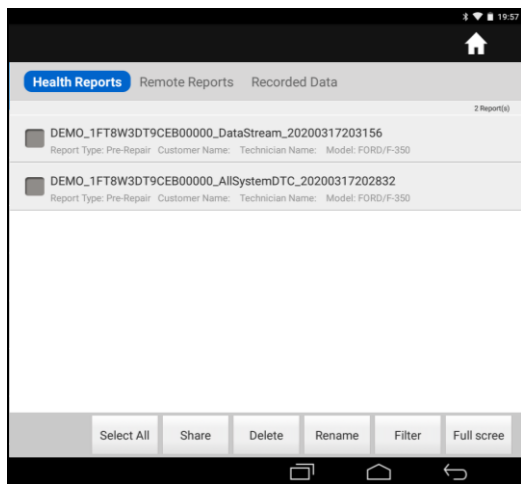 19:57
Health Reports Remote Reports Recorded Data
2 Report(s)
DEMO_1FT8W3DT9CEB00000_DataStream_20200317203156
Report Type: Pre-Repair Customer Name: Technician Name: Model: FORD/F-350
DEMO_1FT8W3DT9CEB00000_AllSystemDTC_20200317202832
Report Type: Pre-Repair Customer Name: Technician Name: Model: FORD/F-350
Select All Share Delete Rename Filter Full scree